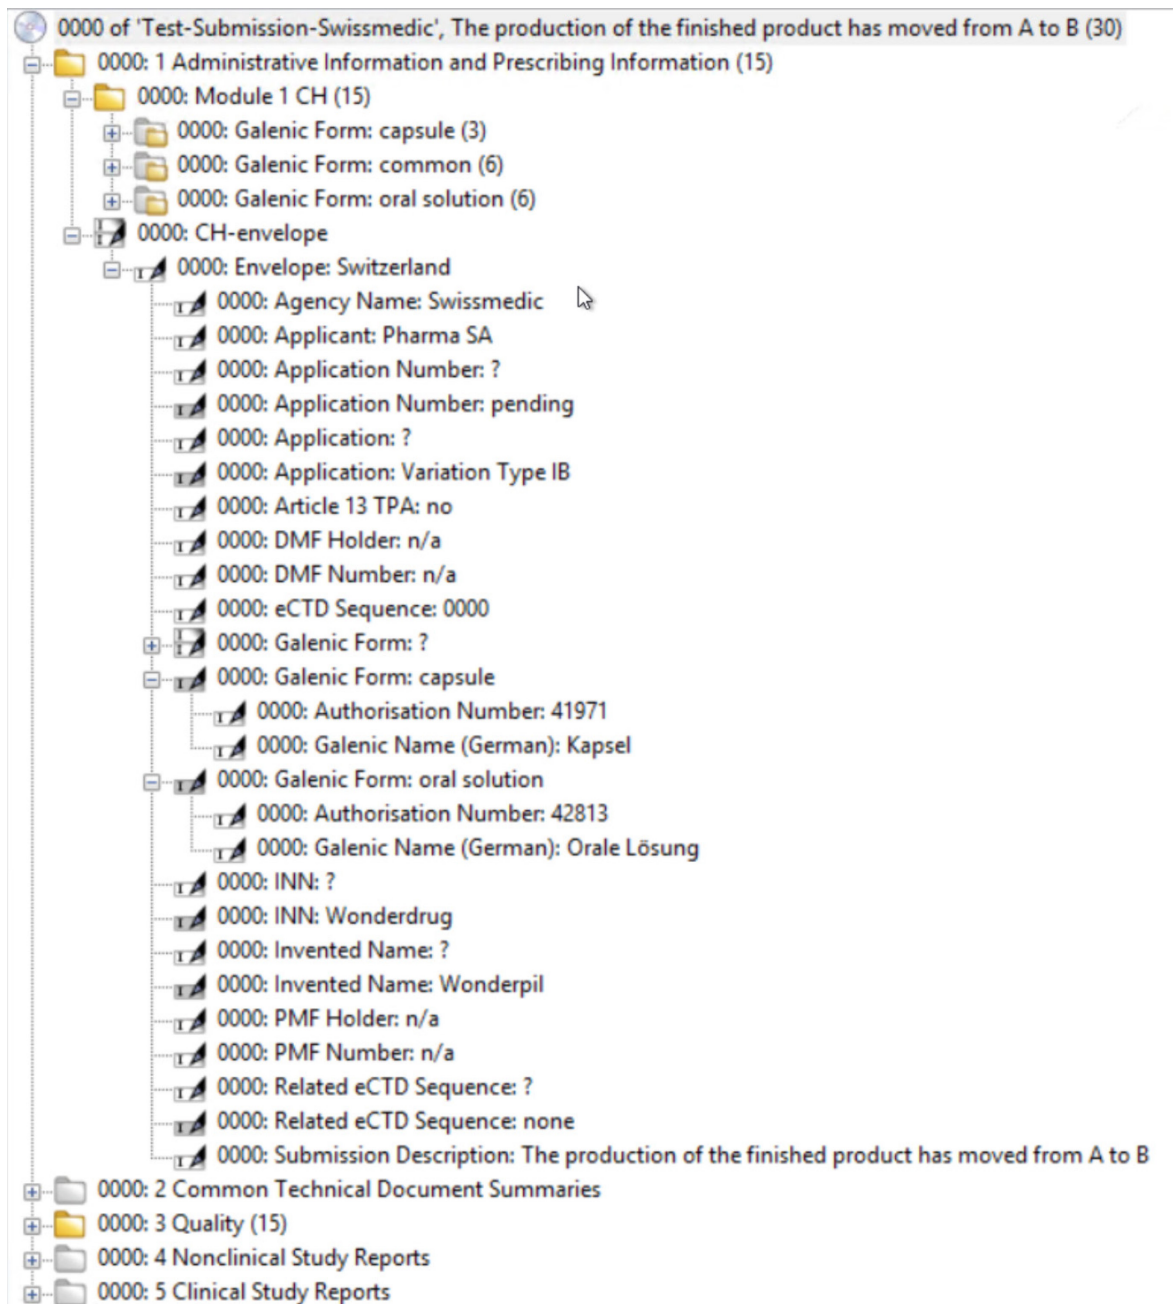 0000 of 'Test-Submission-Swissmedic', The production of the finished product has moved from A to B (30)
0000: 1 Administrative Information and Prescribing Information (15)
0000: Module 1 CH (15)
0000: Galenic Form: capsule (3)
0000: Galenic Form: common (6)
0000: Galenic Form: oral solution (6)
0000: CH-envelope
0000: Envelope: Switzerland
0000: Agency Name: Swissmedic
0000: Applicant: Pharma SA
0000: Application Number: ?
0000: Application Number: pending
0000: Application: ?
0000: Application: Variation Type IB
0000: Article 13 TPA: no
0000: DMF Holder: n/a
0000: DMF Number: n/a
0000: eCTD Sequence: 0000
0000: Galenic Form: ?
0000: Galenic Form: capsule
0000: Authorisation Number: 41971
0000: Galenic Name (German): Kapsel
0000: Galenic Form: oral solution
0000: Authorisation Number: 42813
0000: Galenic Name (German): Orale Lösung
0000: INN: ?
0000: INN: Wonderdrug
0000: Invented Name: ?
0000: Invented Name: Wonderpil
0000: PMF Holder: n/a
0000: PMF Number: n/a
0000: Related eCTD Sequence: ?
0000: Related eCTD Sequence: none
0000: Submission Description: The production of the finished product has moved from A to B
0000: 2 Common Technical Document Summaries
0000: 3 Quality (15)
0000: 4 Nonclinical Study Reports
0000: 5 Clinical Study Reports